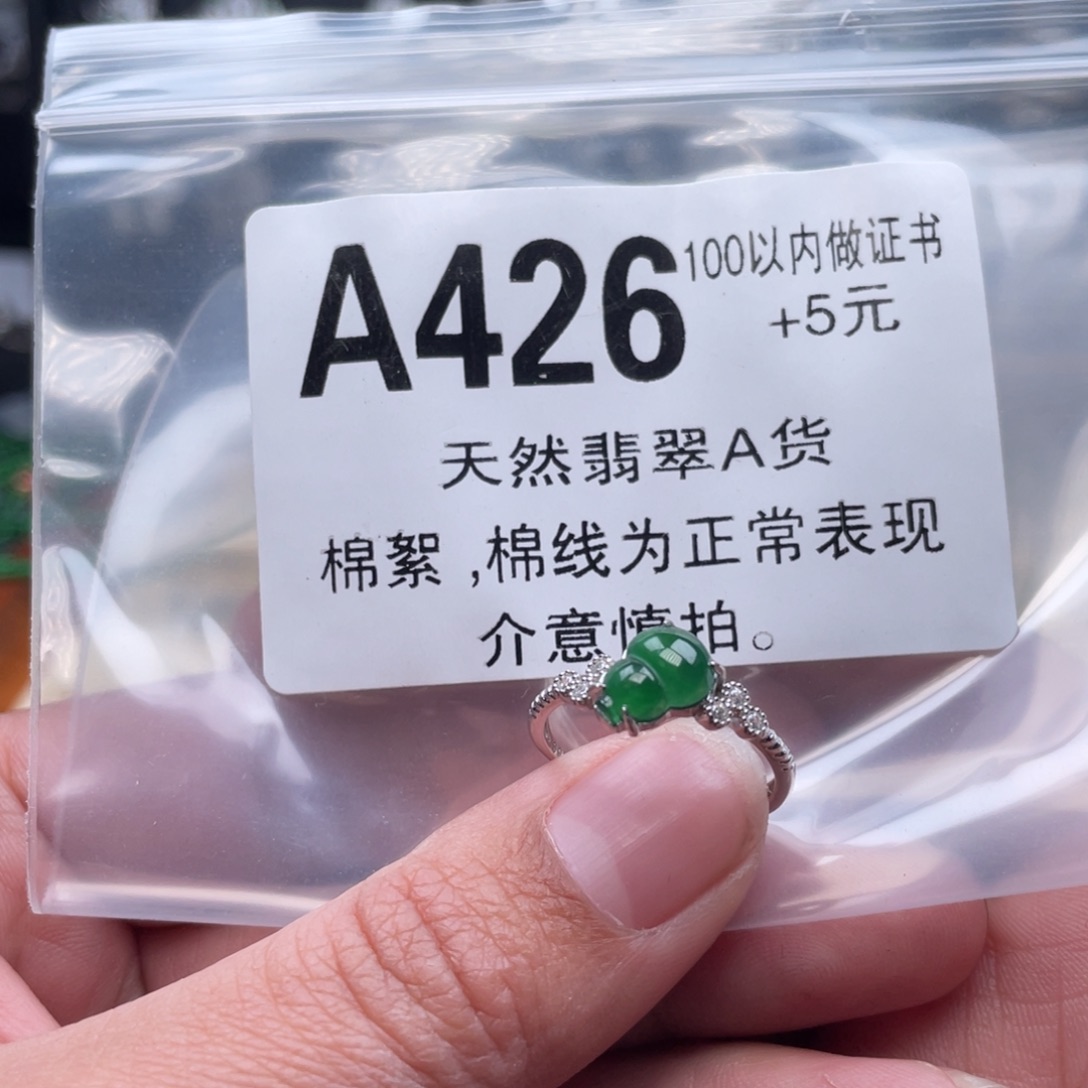 A426
100以内做证书
+5元
天然翡翠A货
棉絮,棉线为正常表现
介意慎拍。